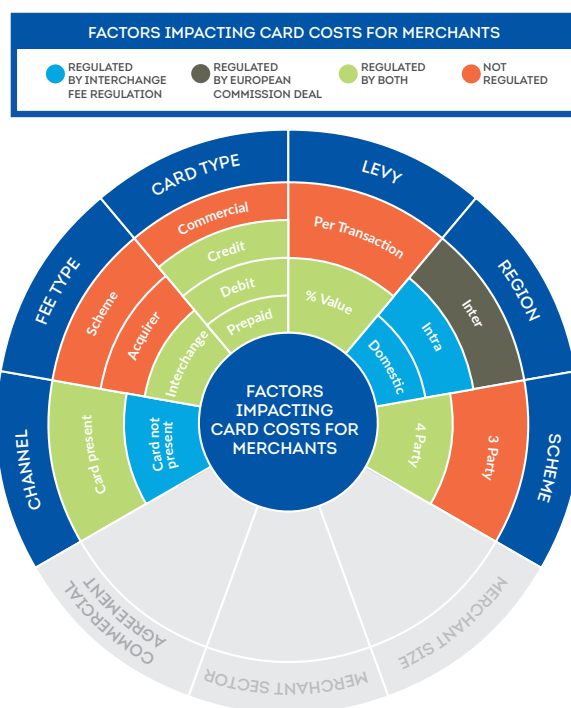 FACTORS IMPACTING CARD COSTS FOR MERCHANTS
REGULATED
BY INTERCHANGE
FEE REGULATION
REGULATED
BY EUROPEAN
COMMISSION DEAL
REGULATED
BY BOTH
NOT
REGULATED
CARD TYPE
LEVY
FEE TYPE
REGION
CHANNEL
SCHEME
Commercial
Credit
Debit
Prepaid
Per Transaction
% Value
Scheme
Acquirer
Interchange
Inter
Intra
Domestic
Card present
Card not
present
4 Party
3 Party
FACTORS
IMPACTING
CARD COSTS FOR
MERCHANTS
COMMERCIAL
AGREEMENT
MERCHANT SECTOR
MERCHANT SIZE